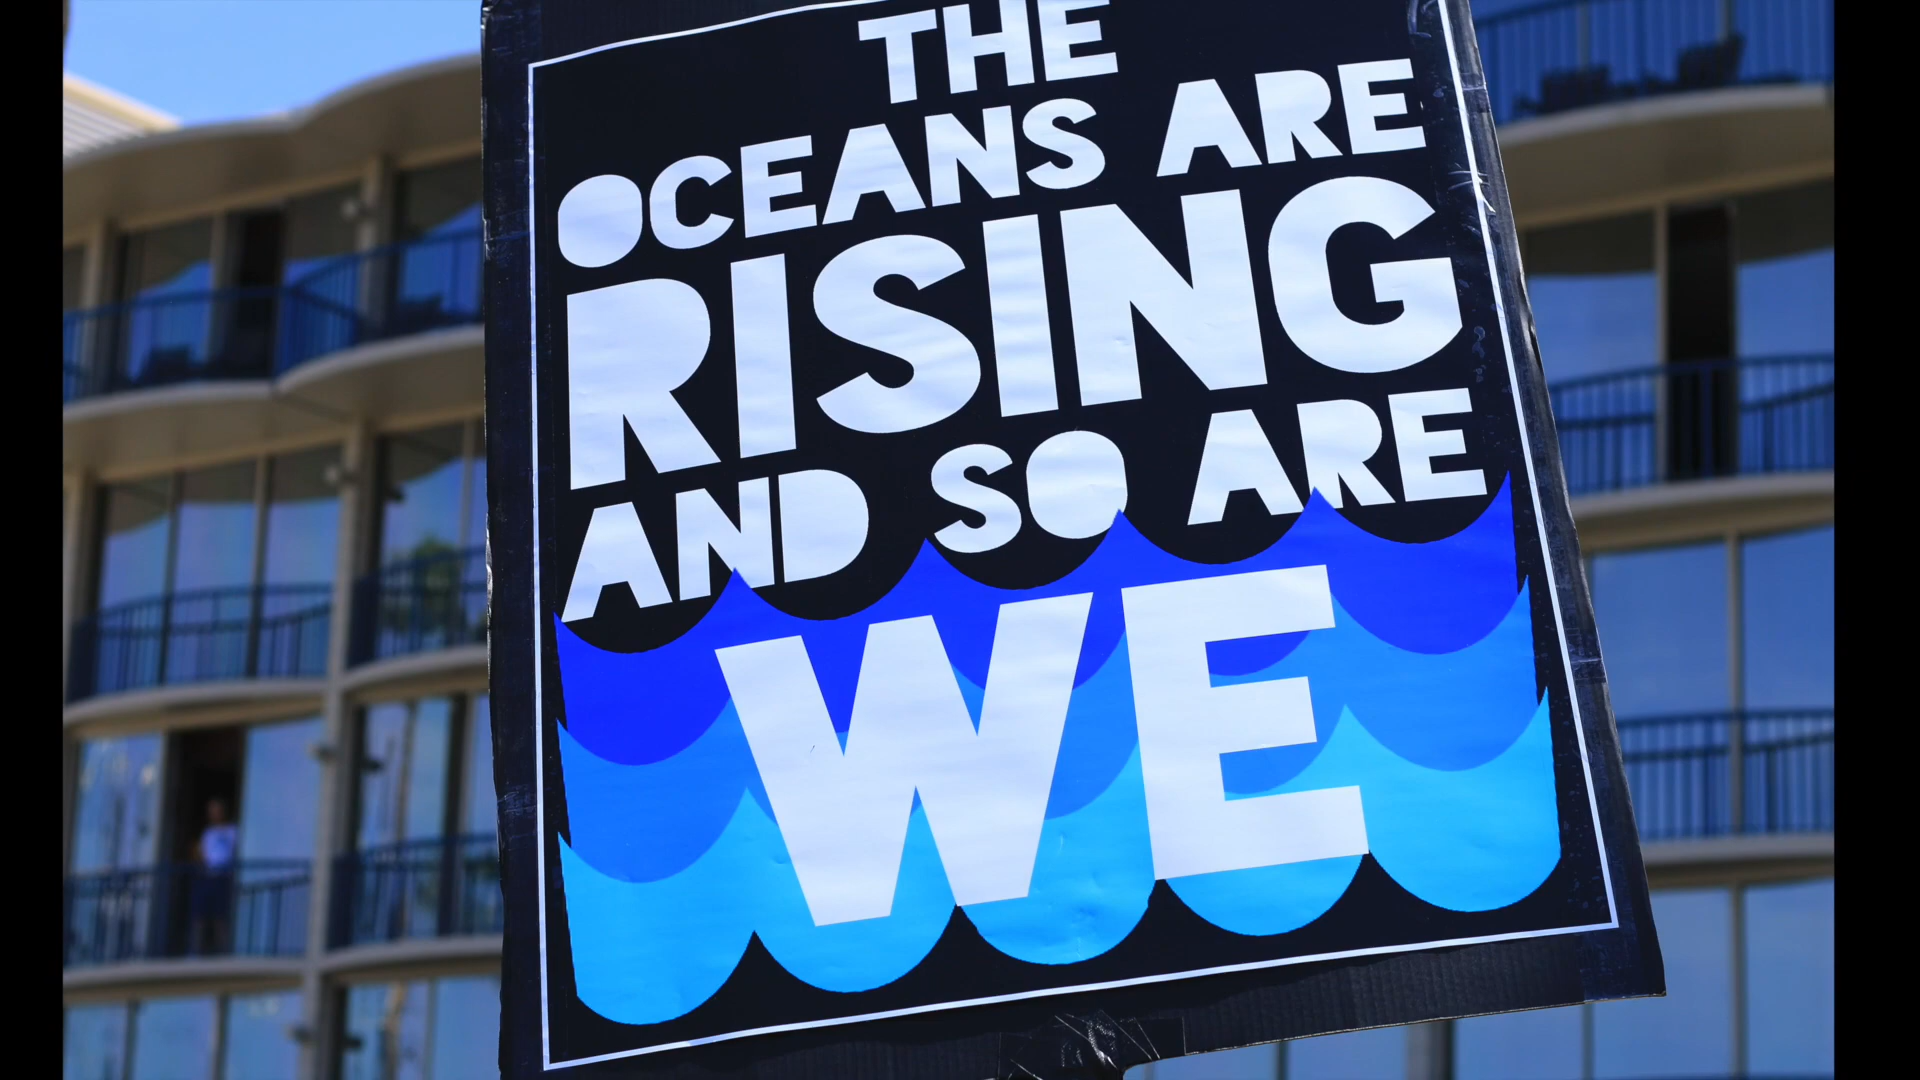 THE
OCEANS ARE
RISING
AND SO ARE
WE